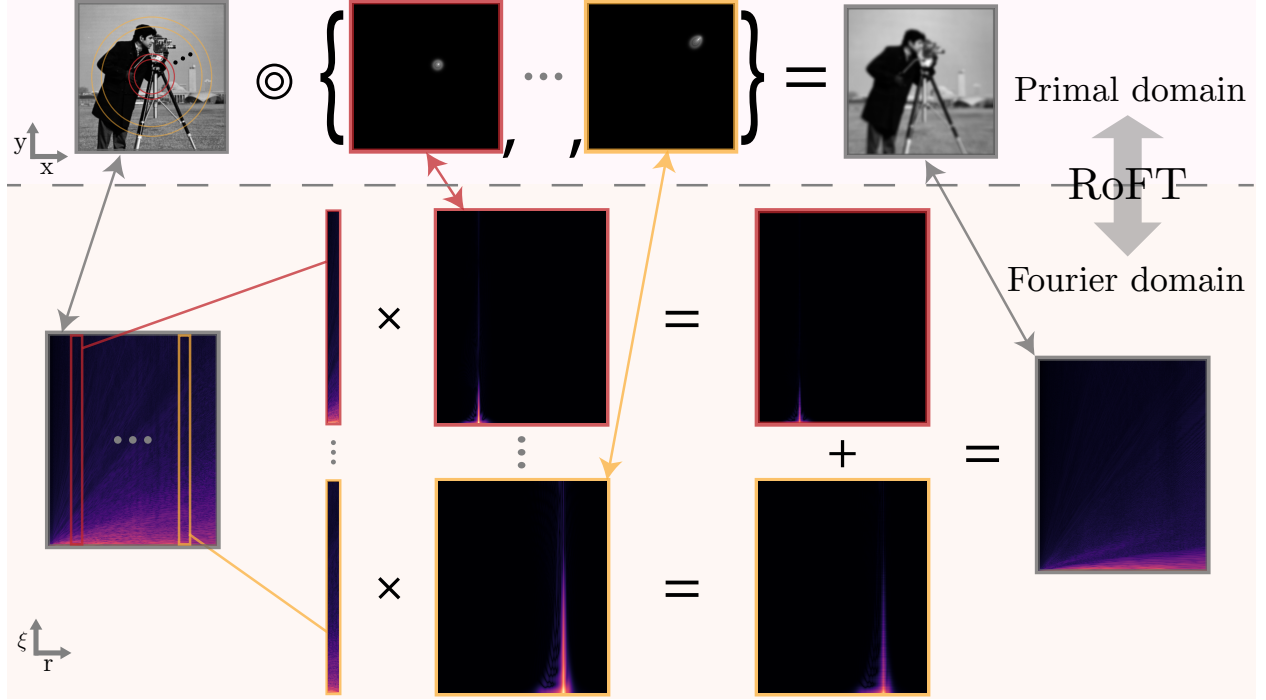 y
x
⊚ { , ··· , } =
Primal domain
RoFT
Fourier domain
× =
···
⋮ ⋮ + =
× =
ξ
r